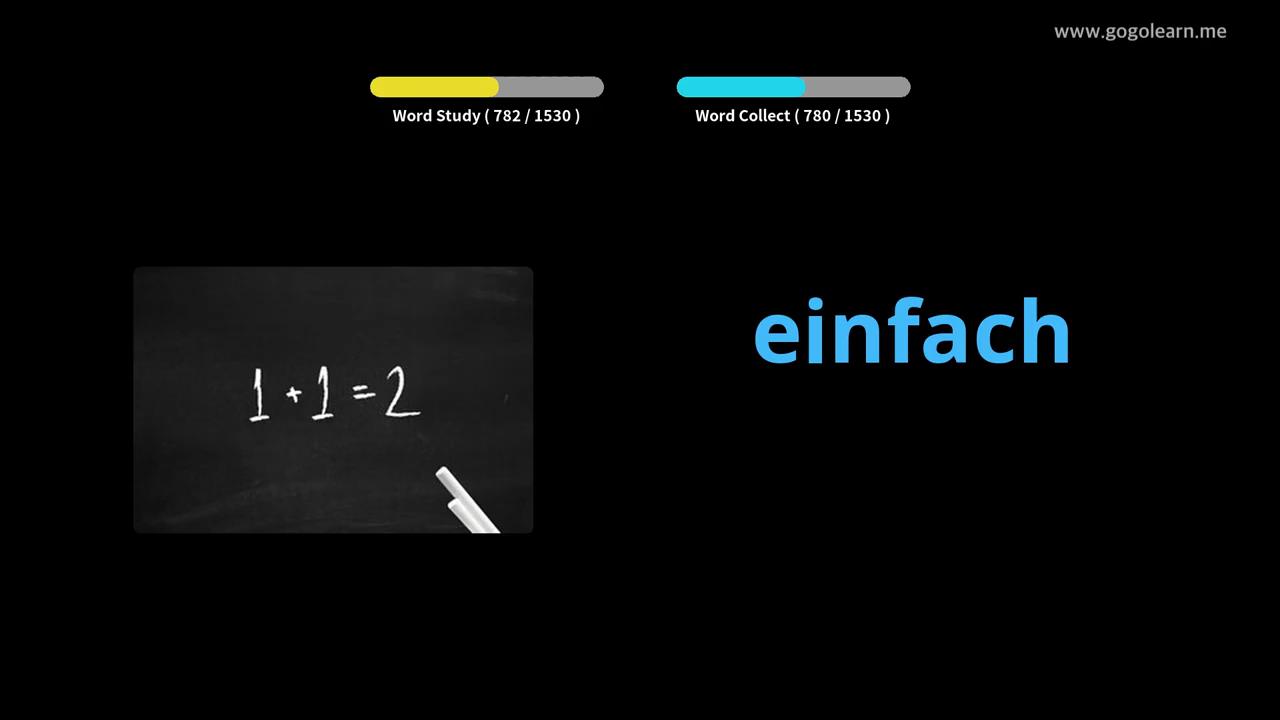 www.gogolearn.me
Word Study ( 782 / 1530 )
Word Collect ( 780 / 1530 )
einfach
1 + 1 = 2